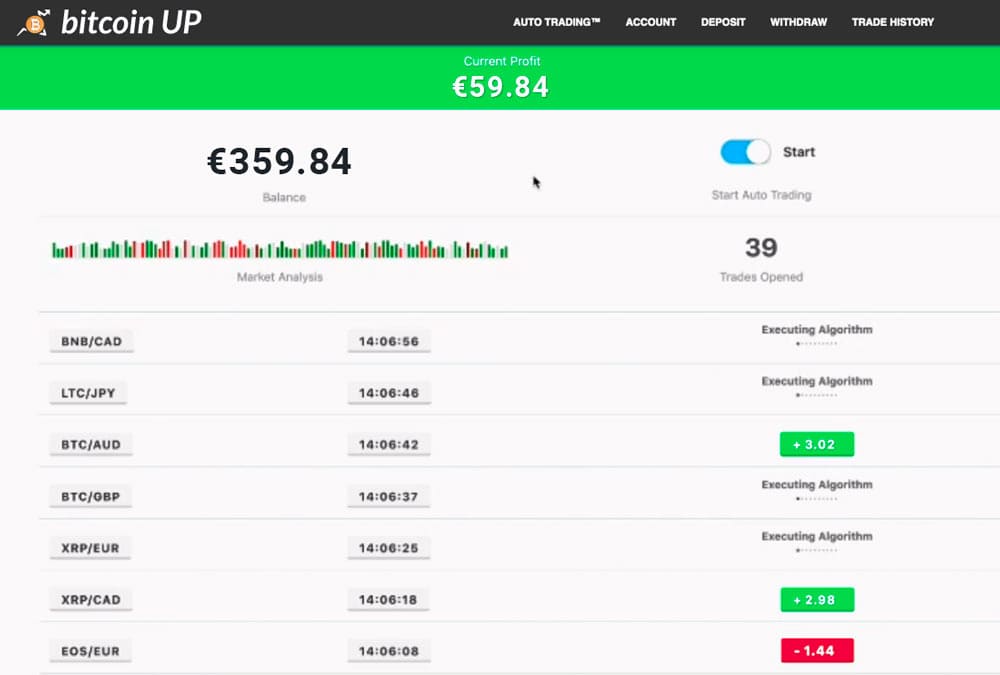 bitcoin UP
AUTO TRADING™ ACCOUNT DEPOSIT WITHDRAW TRADE HISTORY
Current Profit
€59.84
€359.84
Balance
Start
Start Auto Trading
Market Analysis
39
Trades Opened
BNB/CAD 14:06:56 Executing Algorithm
LTC/JPY 14:06:46 Executing Algorithm
BTC/AUD 14:06:42 + 3.02
BTC/GBP 14:06:37 Executing Algorithm
XRP/EUR 14:06:25 Executing Algorithm
XRP/CAD 14:06:18 + 2.98
EOS/EUR 14:06:08 - 1.44